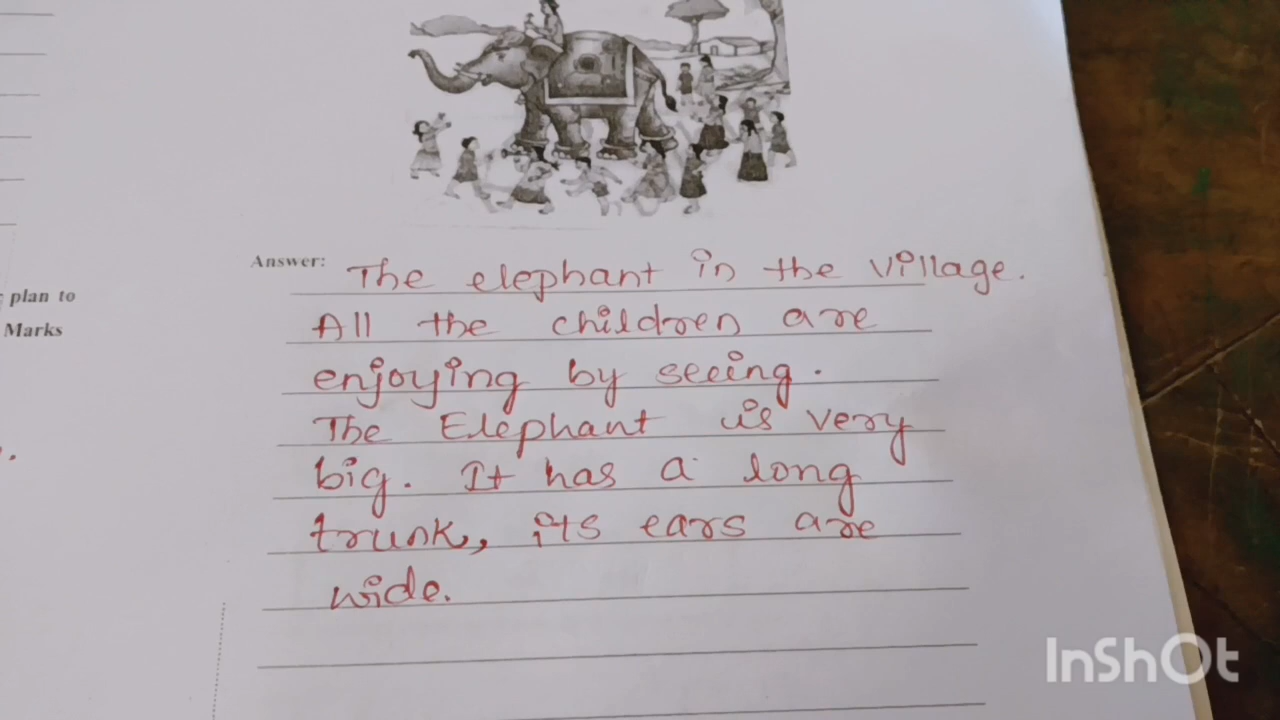 Answer:
The elephant in the village.
plan to
All the children are
Marks
enjoying by seeing.
The Elephant is very
big. It has a long
trunk, its ears are
wide.
InShOt